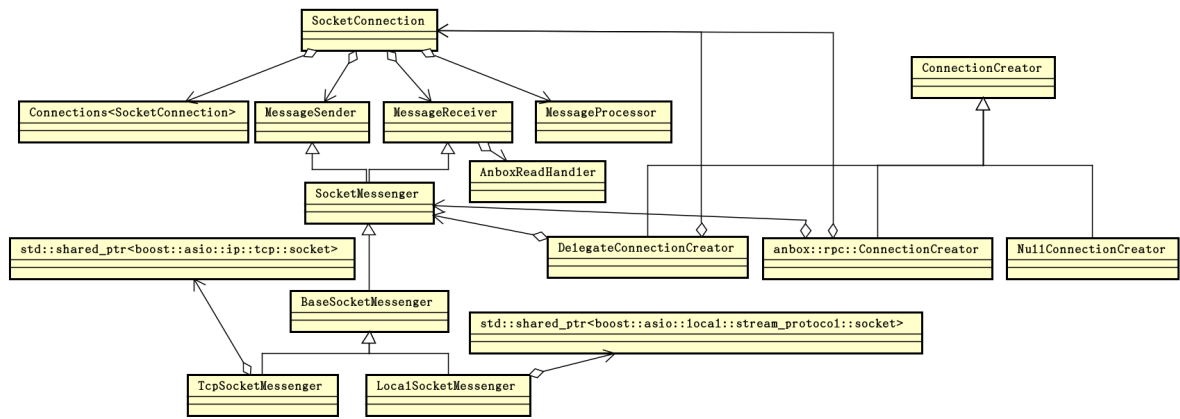 SocketConnection
ConnectionCreator
Connections<SocketConnection>
MessageSender
MessageReceiver
MessageProcessor
AnboxReadHandler
SocketMessenger
std::shared_ptr<boost::asio::ip::tcp::socket>
DelegateConnectionCreator
anbox::rpc::ConnectionCreator
NullConnectionCreator
BaseSocketMessenger
std::shared_ptr<boost::asio::local::stream_protocol::socket>
TcpSocketMessenger
LocalSocketMessenger